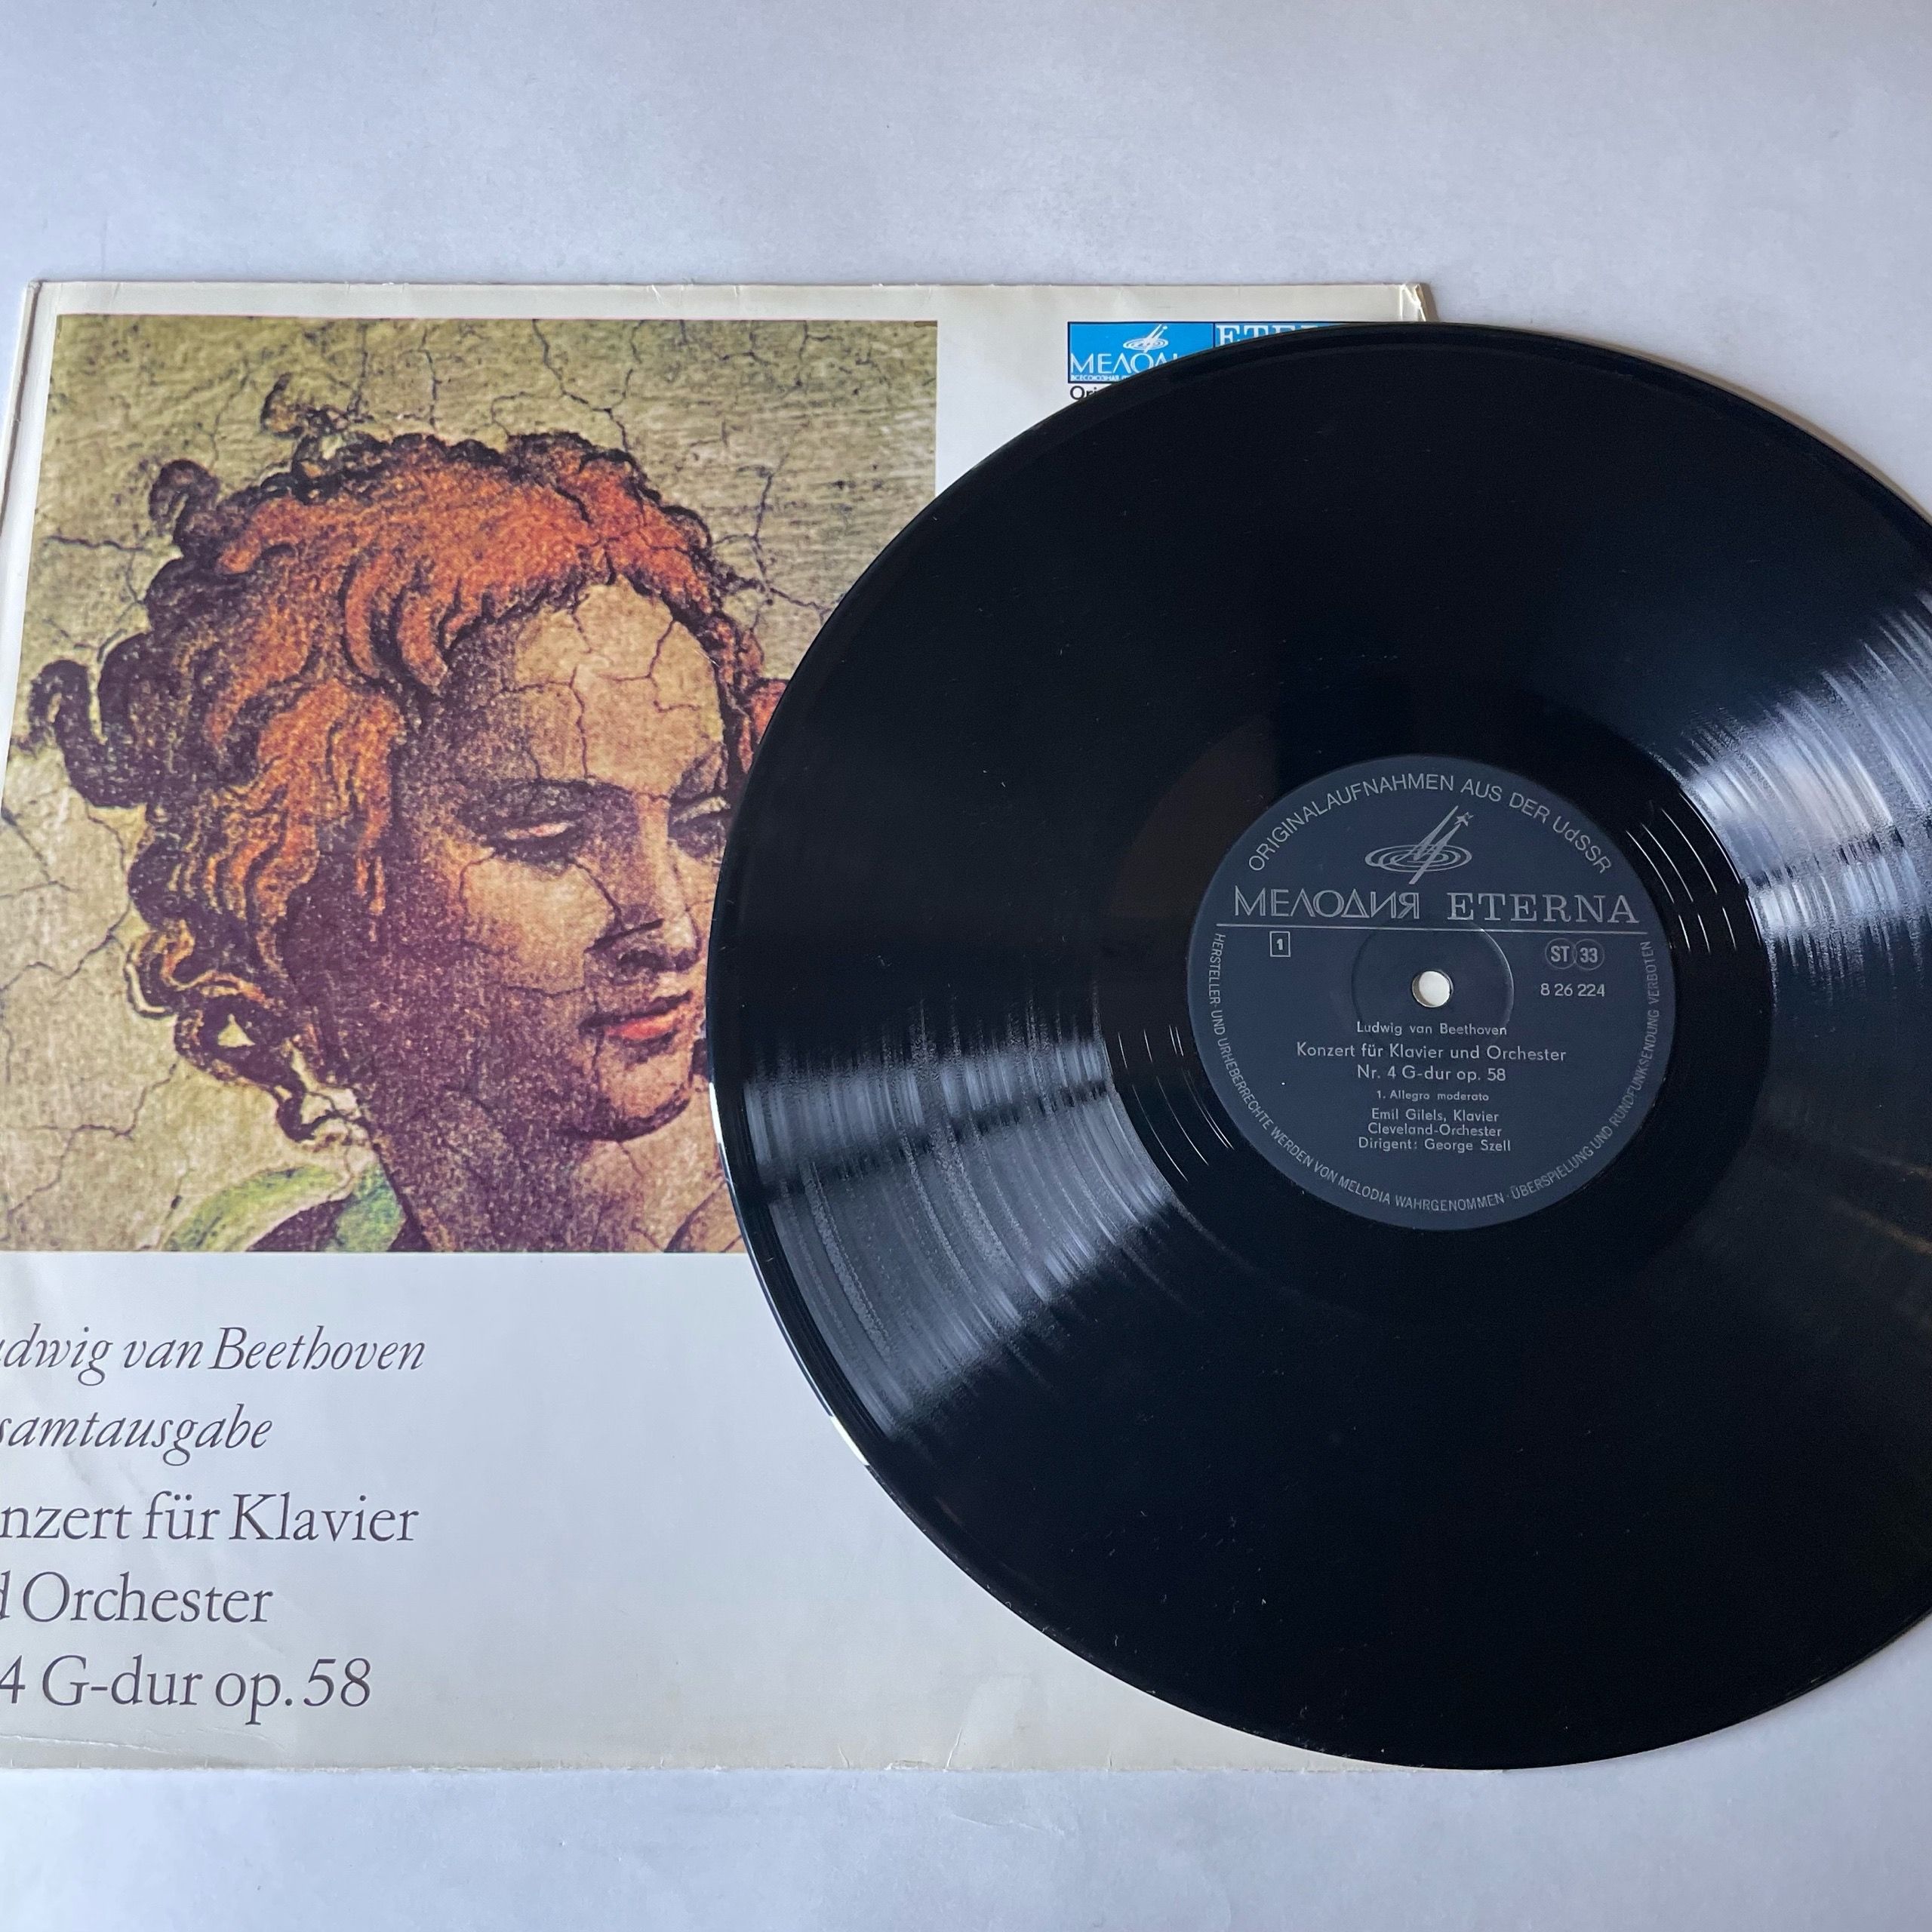 МЕЛОДИ
ETER
Ori
udwig van Beethoven
samtausgabe
nzert für Klavier
d Orchester
4 G-dur op. 58
ORIGINALAUFNAHMEN AUS DER UdSSR
МЕЛОДИЯ ETERNA
1
ST 33
8 26 224
Ludwig van Beethoven
Konzert für Klavier und Orchester
Nr. 4 G-dur op. 58
1. Allegro moderato
Emil Gilels, Klavier
Cleveland-Orchester
Dirigent: George Szell
HERSTELLER- UND URHEBERRECHTE WERDEN VON MELODIA WAHRGENOMMEN · ÜBERSPIELUNG UND RUNDFUNKSENDUNG VERBOTEN